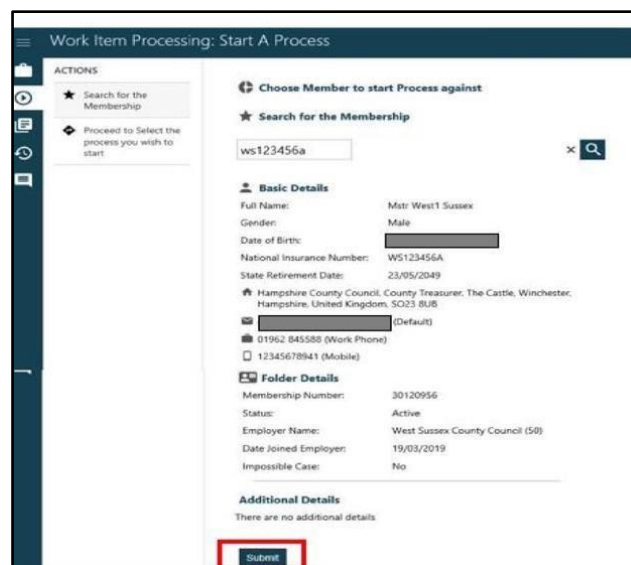 Work Item Processing: Start A Process
ACTIONS
Search for the
Membership
Proceed to Select the
process you wish to
start
Choose Member to start Process against
Search for the Membership
ws123456a
Basic Details
Full Name: Mstr West1 Sussex
Gender: Male
Date of Birth:
National Insurance Number: WS123456A
State Retirement Date: 23/05/2049
Hampshire County Council, County Treasurer, The Castle, Winchester,
Hampshire, United Kingdom, SO23 8UB
(Default)
01962 845588 (Work Phone)
12345678941 (Mobile)
Folder Details
Membership Number: 30120956
Status: Active
Employer Name: West Sussex County Council (50)
Date Joined Employer: 19/03/2019
Impossible Case: No
Additional Details
There are no additional details
Submit